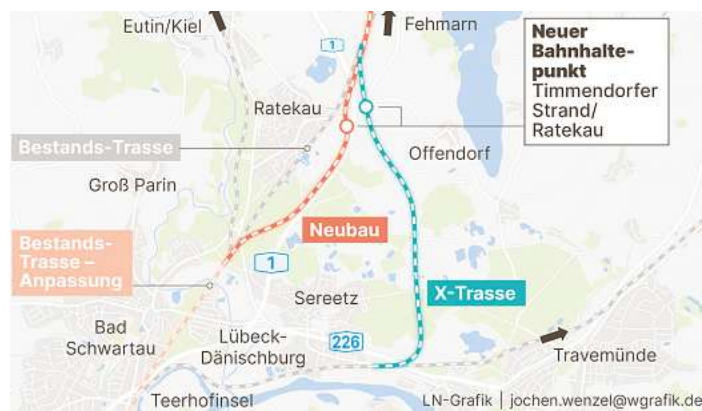 Eutin/Kiel
1
Fehmarn
Neuer
Bahnhalte-
punkt
Timmendorfer
Strand/
Ratekau
Ratekau
Bestands-Trasse
Offendorf
Groß Parin
Neubau
Bestands-
Trasse –
Anpassung
1
Sereetz
X-Trasse
Bad
Schwartau
Lübeck-
Dänischburg
226
Travemünde
Teerhofinsel
LN-Grafik | jochen.wenzel@wgrafik.de